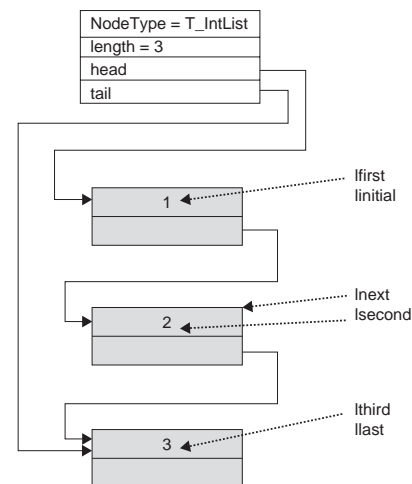 NodeType = T_IntList
length = 3
head
tail
1
lfirst
linitial
lnext
2
lsecond
lthird
llast
3